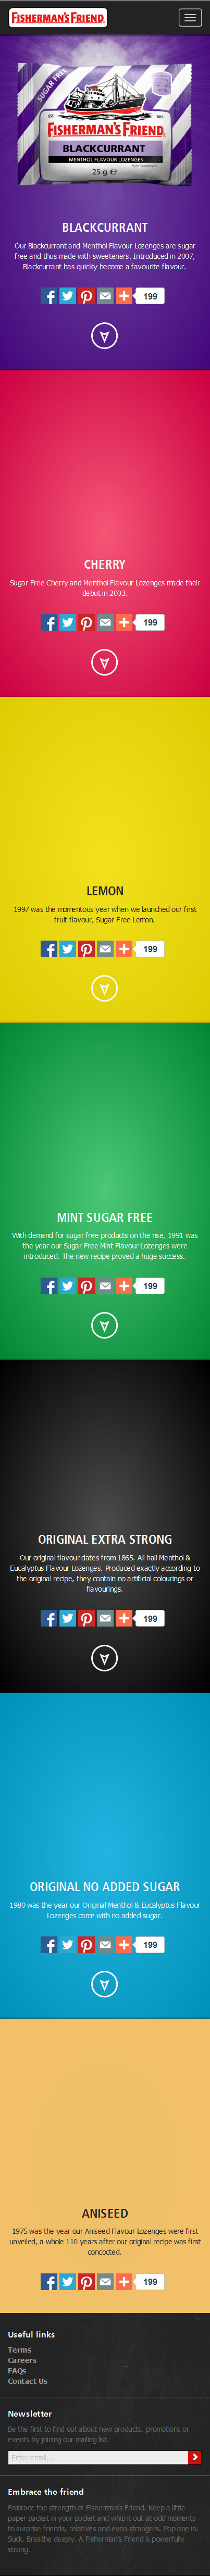 FISHERMAN'S FRIEND
SUGAR FREE
FISHERMAN'S FRIEND
BLACKCURRANT
MENTHOL FLAVOUR LOZENGES
25 g e
BLACKCURRANT
Our Blackcurrant and Menthol Flavour Lozenges are sugar
free and thus made with sweeteners. Introduced in 2007,
Blackcurrant has quickly become a favourite flavour.
199
CHERRY
Sugar Free Cherry and Menthol Flavour Lozenges made their
debut in 2003.
199
LEMON
1997 was the momentous year when we launched our first
fruit flavour, Sugar Free Lemon.
199
MINT SUGAR FREE
With demand for sugar free products on the rise, 1991 was
the year our Sugar Free Mint Flavour Lozenges were
introduced. The new recipe proved a huge success.
199
ORIGINAL EXTRA STRONG
Our original flavour dates from 1865. All hail Menthol &
Eucalyptus Flavour Lozenges. Produced exactly according to
the original recipe, they contain no artificial colourings or
flavourings.
199
ORIGINAL NO ADDED SUGAR
1980 was the year our Original Menthol & Eucalyptus Flavour
Lozenges came with no added sugar.
199
ANISEED
1975 was the year our Aniseed Flavour Lozenges were first
unveiled, a whole 110 years after our original recipe was first
concocted.
199
Useful links
Terms
Careers
FAQs
Contact Us
Newsletter
Be the first to find out about new products, promotions or
events by joining our mailing list.
Enter email...
Embrace the friend
Embrace the strength of Fisherman's Friend. Keep a little
paper packet in your pocket and whip it out at odd moments
to surprise friends, relatives and even strangers. Pop one in.
Suck. Breathe deeply. A Fisherman's Friend is powerfully
strong.